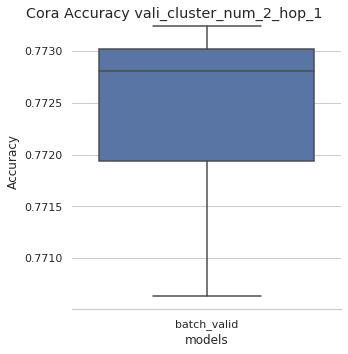 Cora Accuracy vali_cluster_num_2_hop_1
0.7730
0.7725
0.7720
0.7715
0.7710
Accuracy
batch_valid
models